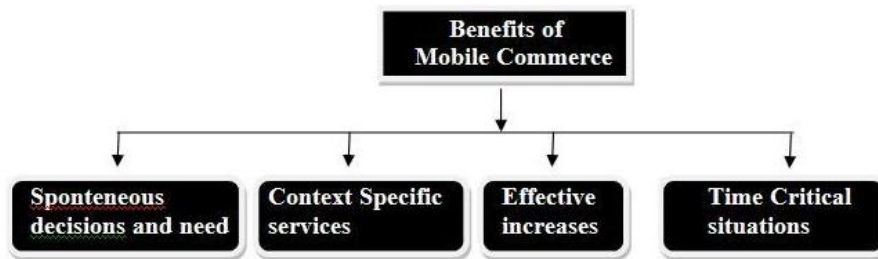 Benefits of
Mobile Commerce
Sponteneous
decisions and need
Context Specific
services
Effective
increases
Time Critical
situations